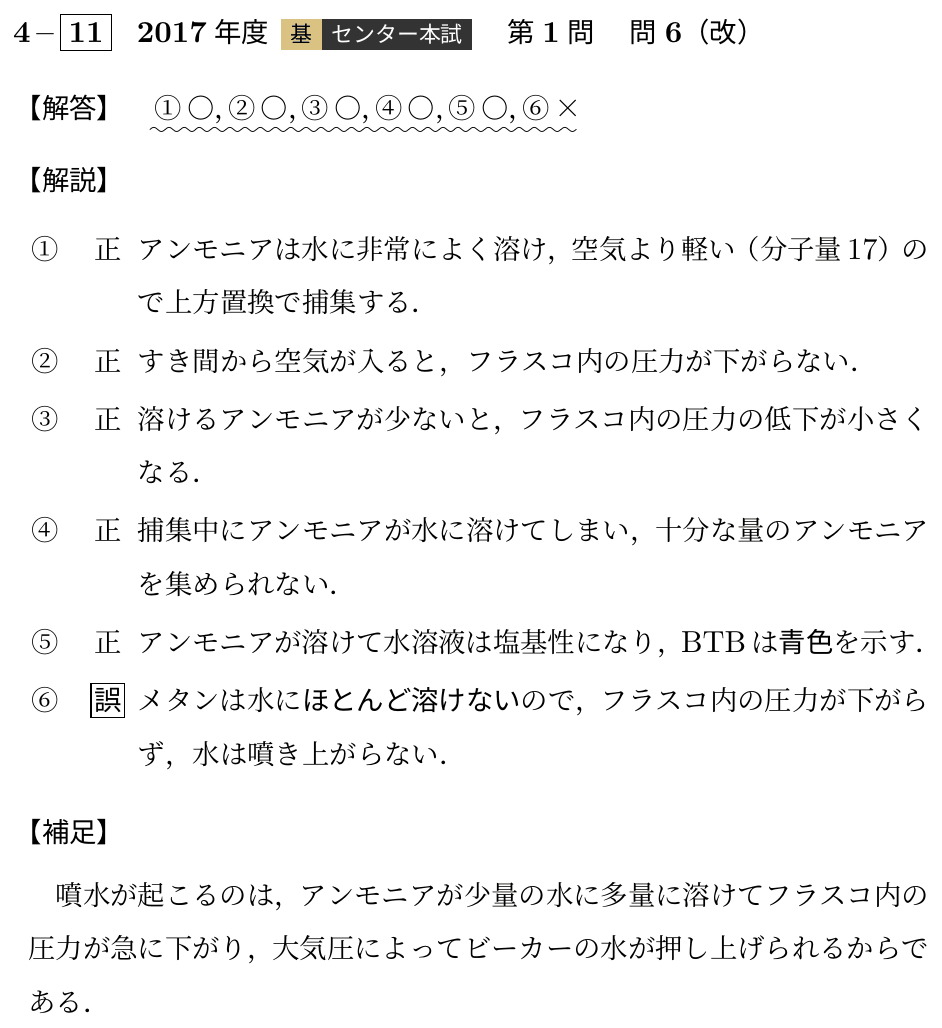 4－11　2017 年度 基 センター本試　第 1 問　問 6（改）
【解答】　①○, ②○, ③○, ④○, ⑤○, ⑥×
【解説】
①　正 アンモニアは水に非常によく溶け，空気より軽い（分子量 17）の
で上方置換で捕集する．
②　正 すき間から空気が入ると，フラスコ内の圧力が下がらない．
③　正 溶けるアンモニアが少ないと，フラスコ内の圧力の低下が小さく
なる．
④　正 捕集中にアンモニアが水に溶けてしまい，十分な量のアンモニア
を集められない．
⑤　正 アンモニアが溶けて水溶液は塩基性になり，BTB は青色を示す．
⑥　誤 メタンは水にほとんど溶けないので，フラスコ内の圧力が下がら
ず，水は噴き上がらない．
【補足】
　噴水が起こるのは，アンモニアが少量の水に多量に溶けてフラスコ内の
圧力が急に下がり，大気圧によってビーカーの水が押し上げられるからで
ある．